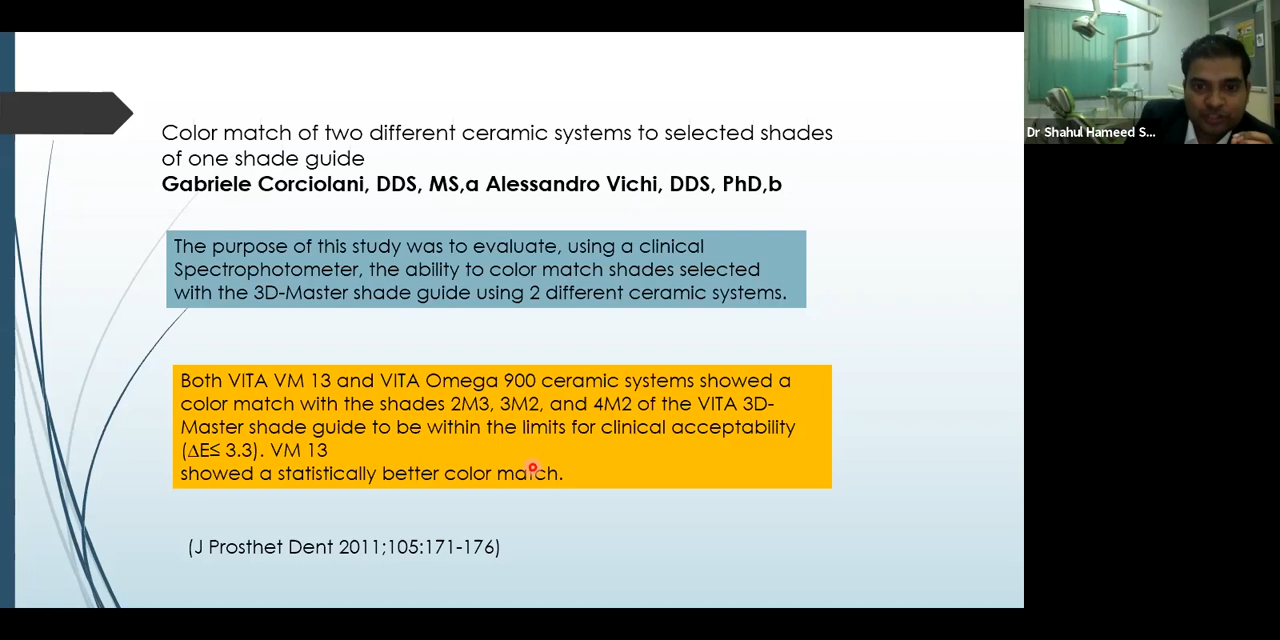 Color match of two different ceramic systems to selected shades
of one shade guide
Gabriele Corciolani, DDS, MS,a Alessandro Vichi, DDS, PhD,b
The purpose of this study was to evaluate, using a clinical
Spectrophotometer, the ability to color match shades selected
with the 3D-Master shade guide using 2 different ceramic systems.
Both VITA VM 13 and VITA Omega 900 ceramic systems showed a
color match with the shades 2M3, 3M2, and 4M2 of the VITA 3D-
Master shade guide to be within the limits for clinical acceptability
(∆E≤ 3.3). VM 13
showed a statistically better color match.
(J Prosthet Dent 2011;105:171-176)
Dr Shahul Hameed S...